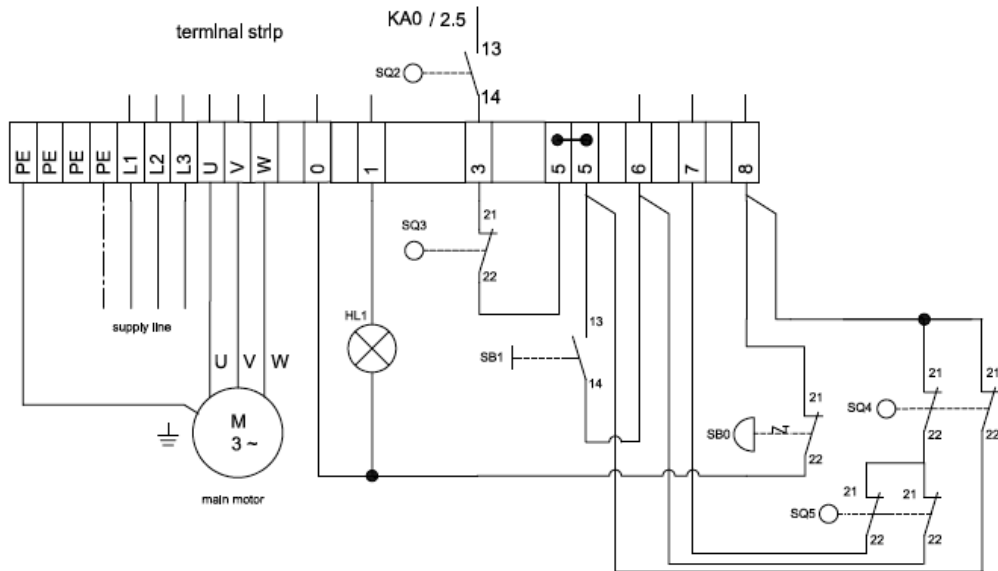 KA0 / 2.5
terminal strip
13
SQ2
14
PE
PE
PE
PE
L1
L2
L3
U
V
W
0
1
3
5
5
6
7
8
21
SQ3
22
supply line
HL1
13
SB1
14
U V W
M
3 ~
main motor
21
SB0
22
21
21
SQ4
22
22
21
21
SQ5
22
22